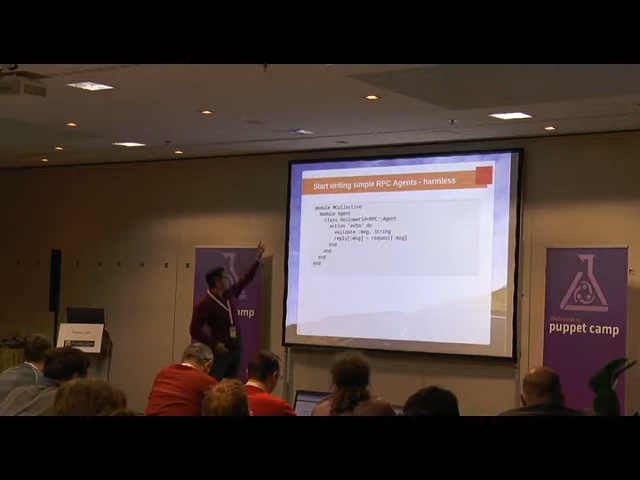 Start writing simple RPC Agents - harmless
module MCollective
module Agent
class Helloworld<RPC::Agent
action 'echo' do
validate :msg, String
reply[:msg] = request[:msg]
end
end
end
end
amp
Welcome to
puppet camp